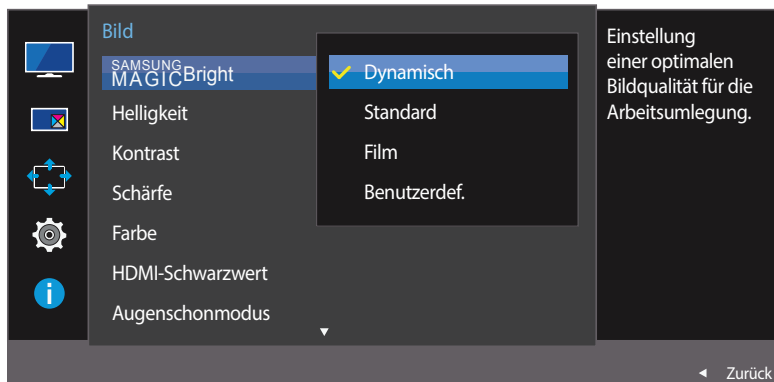 Bild
SAMSUNG
MAGICBright
Helligkeit
Kontrast
Schärfe
Farbe
HDMI-Schwarzwert
Augenschonmodus
Dynamisch
Standard
Film
Benutzerdef.
Einstellung
einer optimalen
Bildqualität für die
Arbeitsumlegung.
Zurück